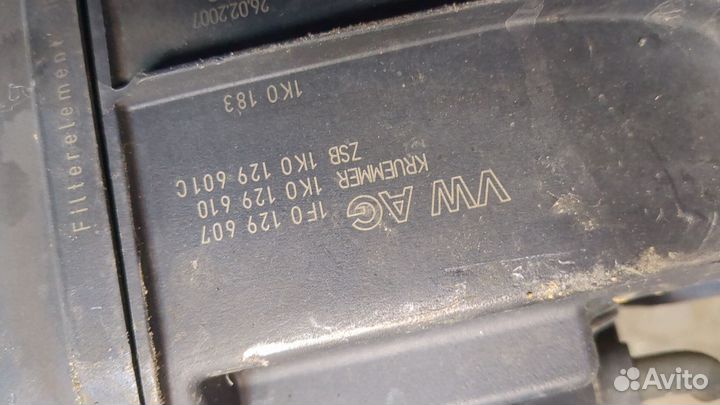 26.02.2007
Filterelement
1K0 183
VW AG
KRUEMMER
ZSB 1K0 129 601C
1K0 129 610
1F0 129 607
Avito